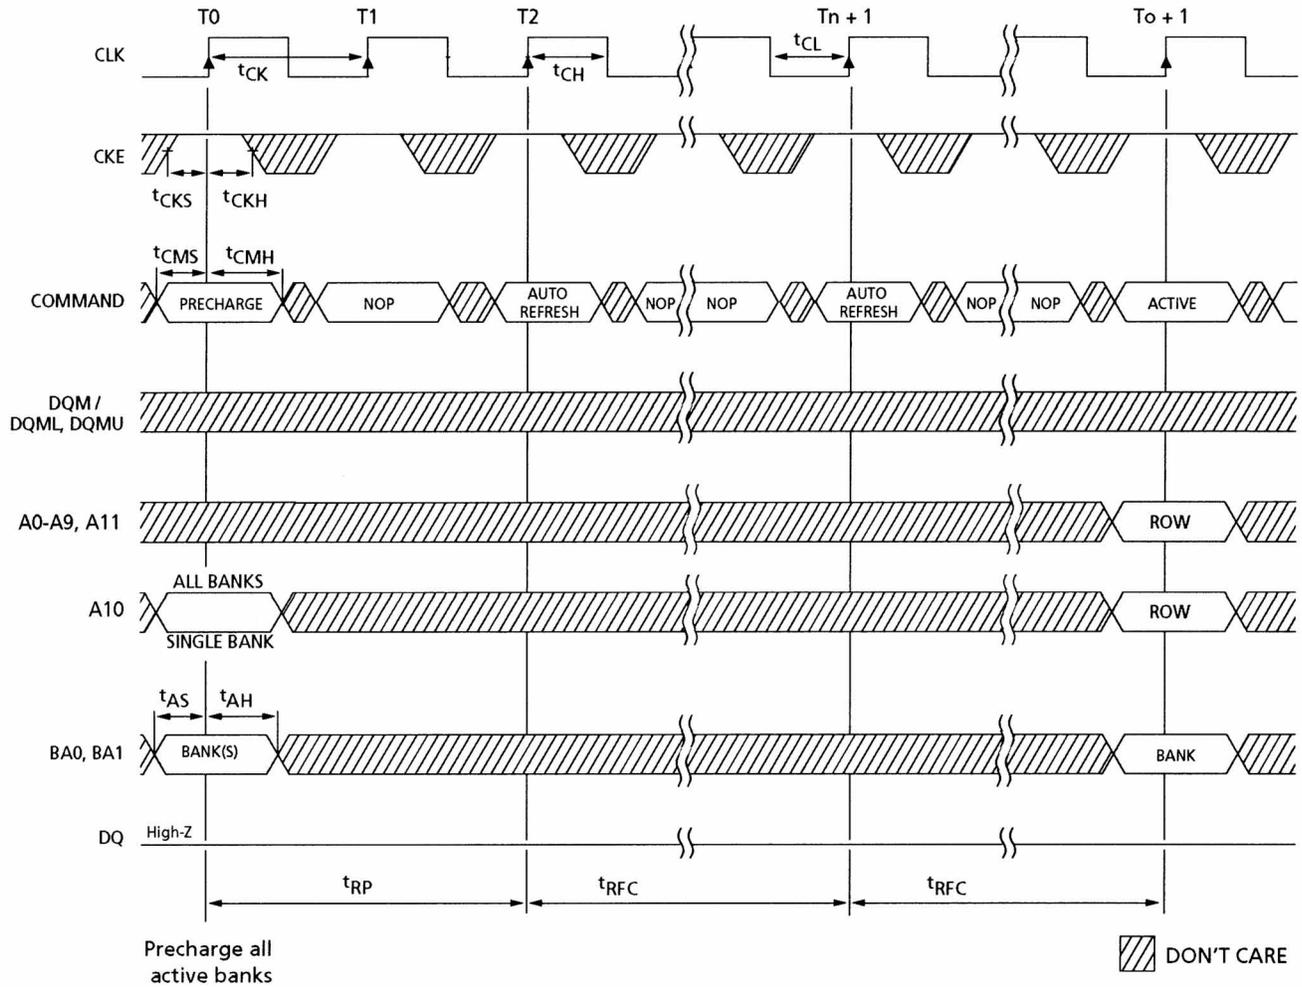 T0 T1 T2 Tn + 1 To + 1
CLK
tCK tCH tCL
CKE
tCKS tCKH
tCMS tCMH
COMMAND PRECHARGE NOP AUTO REFRESH NOP NOP AUTO REFRESH NOP NOP ACTIVE
DQM /
DQML, DQMU
A0-A9, A11 ROW
ALL BANKS
A10 ROW
SINGLE BANK
tAS tAH
BA0, BA1 BANK(S) BANK
DQ High-Z
tRP tRFC tRFC
Precharge all
active banks
DON'T CARE